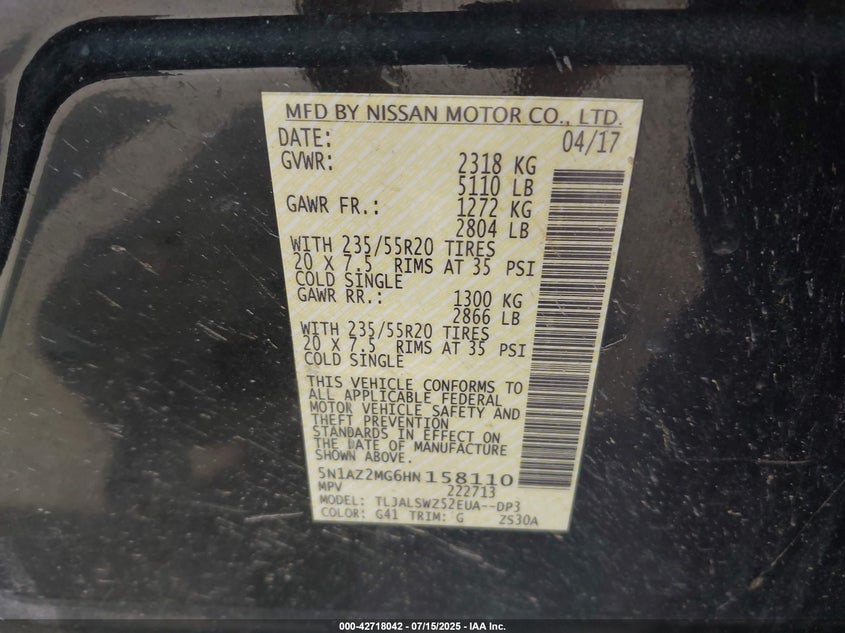 MFD BY NISSAN MOTOR CO., LTD.
DATE: 04/17
GVWR: 2318 KG
5110 LB
GAWR FR.: 1272 KG
2804 LB
WITH 235/55R20 TIRES
20 X 7.5 RIMS AT 35 PSI
COLD SINGLE
GAWR RR.: 1300 KG
2866 LB
WITH 235/55R20 TIRES
20 X 7.5 RIMS AT 35 PSI
COLD SINGLE
THIS VEHICLE CONFORMS TO
ALL APPLICABLE FEDERAL
MOTOR VEHICLE SAFETY AND
THEFT PREVENTION
STANDARDS IN EFFECT ON
THE DATE OF MANUFACTURE
SHOWN ABOVE.
5N1AZ2MG6HN158110
MPV 222713
MODEL: TLJALSWZ52EUA--DP3
COLOR: G41 TRIM: G ZS30A
000-42718042 - 07/15/2025 - IAA Inc.